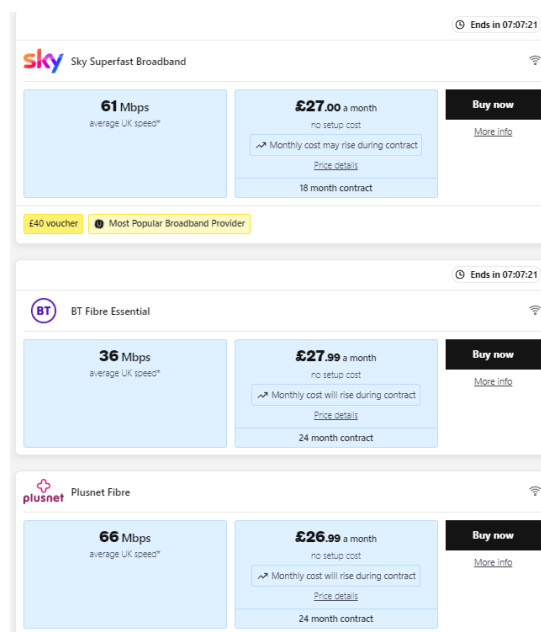 Ends in 07:07:21
sky Sky Superfast Broadband
61 Mbps
average UK speed*
£27.00 a month
no setup cost
Monthly cost may rise during contract
Price details
18 month contract
Buy now
More info
£40 voucher
Most Popular Broadband Provider
Ends in 07:07:21
BT BT Fibre Essential
36 Mbps
average UK speed*
£27.99 a month
no setup cost
Monthly cost will rise during contract
Price details
24 month contract
Buy now
More info
plusnet Plusnet Fibre
66 Mbps
average UK speed*
£26.99 a month
no setup cost
Monthly cost will rise during contract
Price details
24 month contract
Buy now
More info